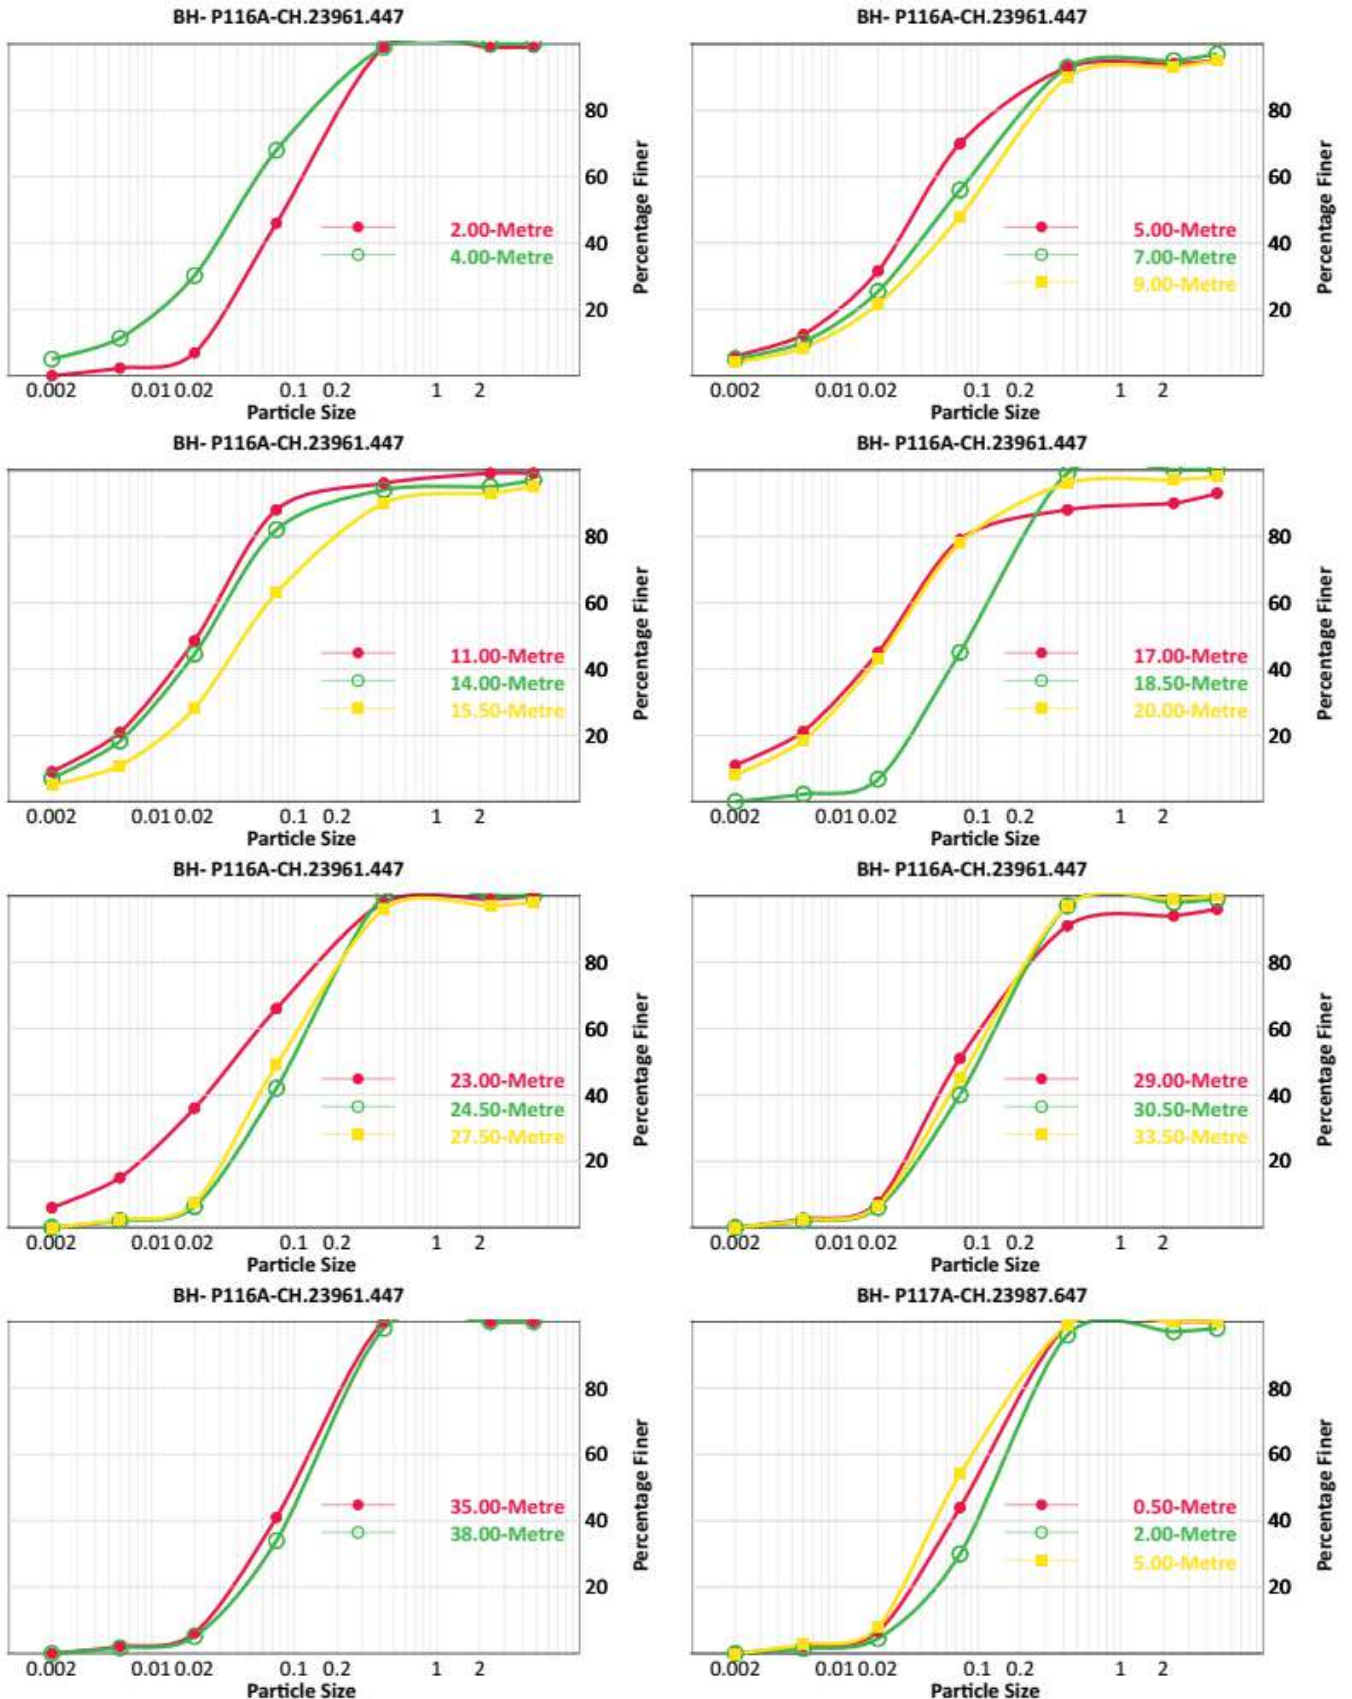 BH- P116A-CH.23961.447
80
60
40
20
Percentage Finer
2.00-Metre
4.00-Metre
0.002 0.01 0.02 0.1 0.2 1 2
Particle Size
BH- P116A-CH.23961.447
80
60
40
20
Percentage Finer
5.00-Metre
7.00-Metre
9.00-Metre
0.002 0.01 0.02 0.1 0.2 1 2
Particle Size
BH- P116A-CH.23961.447
80
60
40
20
Percentage Finer
11.00-Metre
14.00-Metre
15.50-Metre
0.002 0.01 0.02 0.1 0.2 1 2
Particle Size
BH- P116A-CH.23961.447
80
60
40
20
Percentage Finer
17.00-Metre
18.50-Metre
20.00-Metre
0.002 0.01 0.02 0.1 0.2 1 2
Particle Size
BH- P116A-CH.23961.447
80
60
40
20
Percentage Finer
23.00-Metre
24.50-Metre
27.50-Metre
0.002 0.01 0.02 0.1 0.2 1 2
Particle Size
BH- P116A-CH.23961.447
80
60
40
20
Percentage Finer
29.00-Metre
30.50-Metre
33.50-Metre
0.002 0.01 0.02 0.1 0.2 1 2
Particle Size
BH- P116A-CH.23961.447
80
60
40
20
Percentage Finer
35.00-Metre
38.00-Metre
0.002 0.01 0.02 0.1 0.2 1 2
Particle Size
BH- P117A-CH.23987.647
80
60
40
20
Percentage Finer
0.50-Metre
2.00-Metre
5.00-Metre
0.002 0.01 0.02 0.1 0.2 1 2
Particle Size